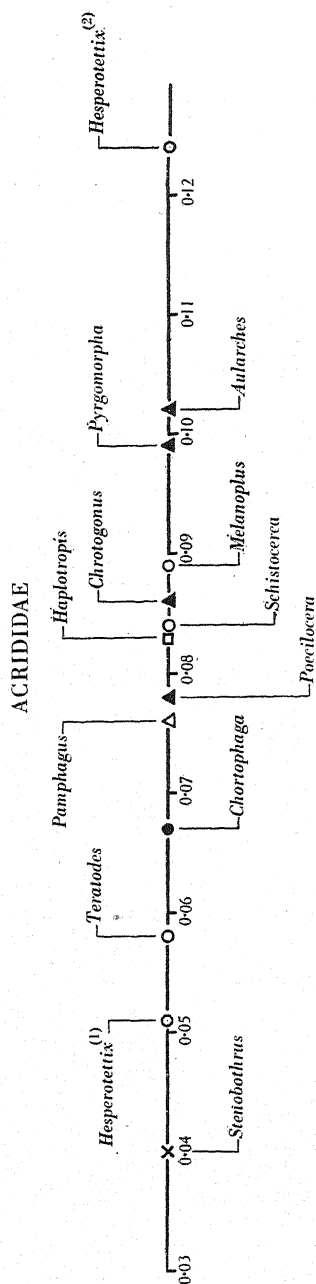 ACRIDIDAE
Hesperotettix(1)
Teratodes
Pamphagus
Haplotropis
Chrotogonus
Pyrgomorpha
Hesperotettix(2)
0·03
0·04
0·05
0·06
0·07
0·08
0·09
0·10
0·11
0·12
Stenobothrus
Chortophaga
Poecilocera
Schistocerca
Melanoplus
Aularches